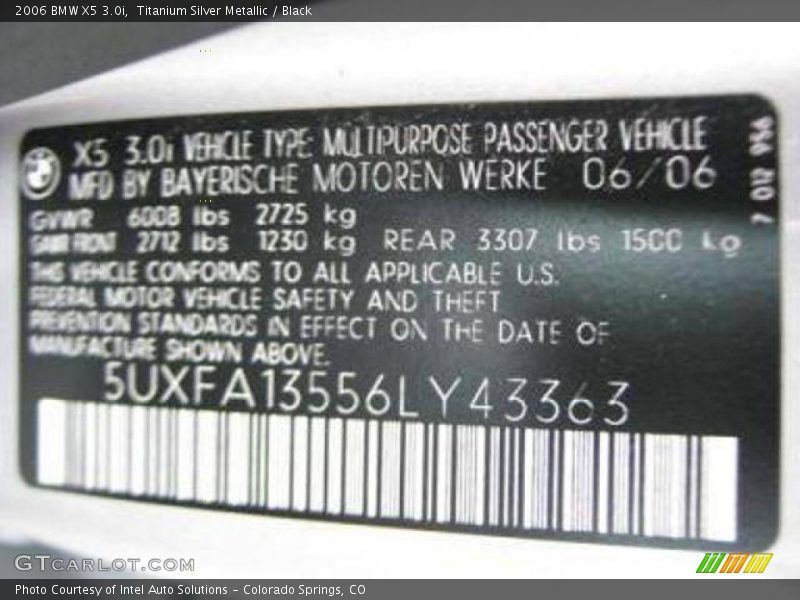 2006 BMW X5 3.0i,  Titanium Silver Metallic / Black
X5 3.0i VEHICLE TYPE: MULTIPURPOSE PASSENGER VEHICLE
MFD BY BAYERISCHE MOTOREN WERKE 06/06
GVWR 6008 lbs 2725 kg
GAWR FRONT 2712 lbs 1230 kg REAR 3307 lbs 1500 kg
THIS VEHICLE CONFORMS TO ALL APPLICABLE U.S.
FEDERAL MOTOR VEHICLE SAFETY AND THEFT
PREVENTION STANDARDS IN EFFECT ON THE DATE OF
MANUFACTURE SHOWN ABOVE.
5UXFA13556LY43363
7 012 956
GTCARLOT.COM
Photo Courtesy of Intel Auto Solutions - Colorado Springs, CO